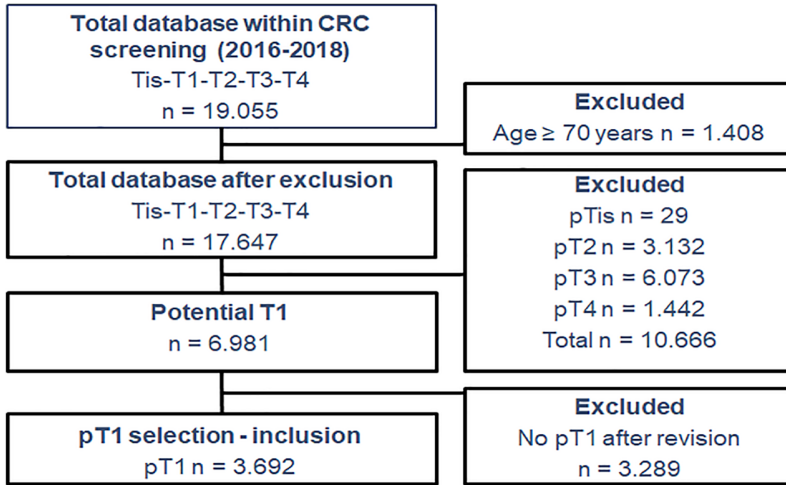 Total database within CRC
screening (2016-2018)
Tis-T1-T2-T3-T4
n = 19.055
Excluded
Age ≥ 70 years n = 1.408
Total database after exclusion
Tis-T1-T2-T3-T4
n = 17.647
Excluded
pTis n = 29
pT2 n = 3.132
pT3 n = 6.073
pT4 n = 1.442
Total n = 10.666
Potential T1
n = 6.981
Excluded
No pT1 after revision
n = 3.289
pT1 selection - inclusion
pT1 n = 3.692